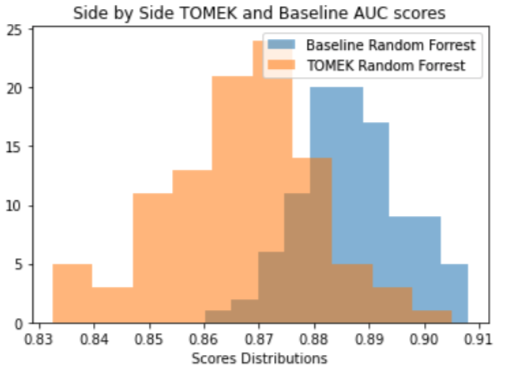 Side by Side TOMEK and Baseline AUC scores
Baseline Random Forrest
TOMEK Random Forrest
25
20
15
10
5
0
0.83 0.84 0.85 0.86 0.87 0.88 0.89 0.90 0.91
Scores Distributions